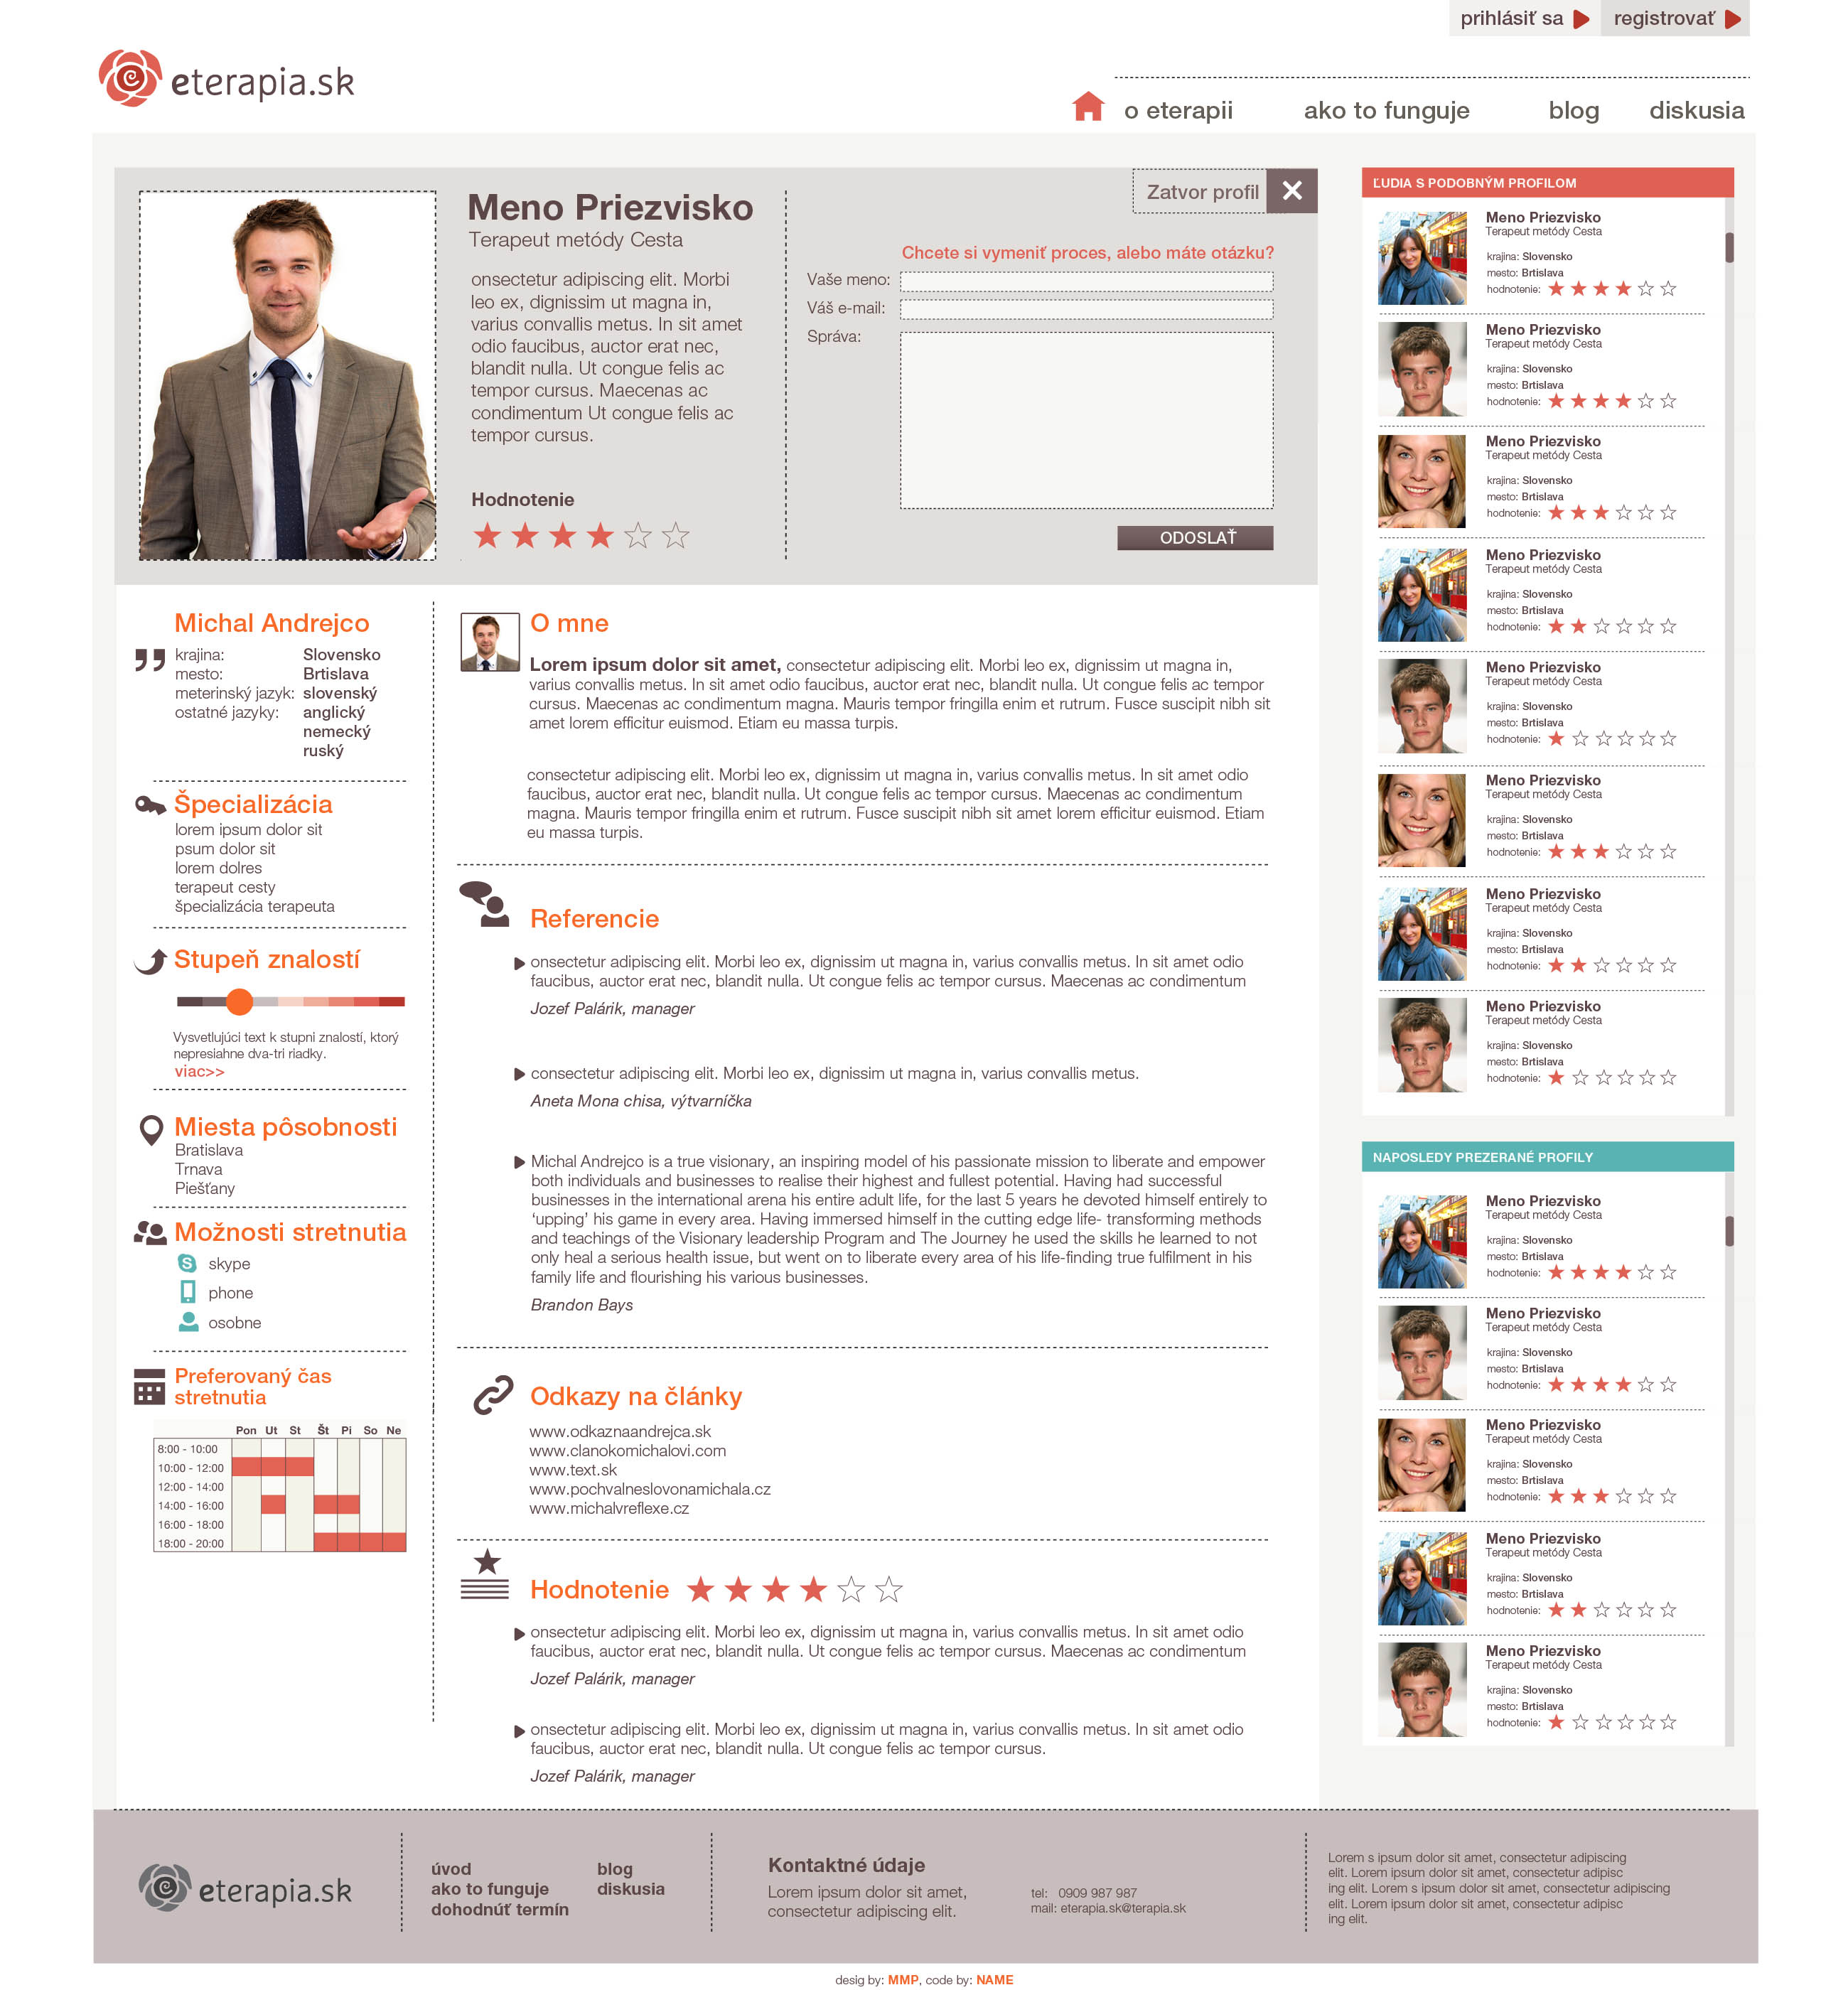 prihlásiť sa
registrovať
eterapia.sk
o eterapii
ako to funguje
blog
diskusia
Meno Priezvisko
Terapeut metódy Cesta
onsectetur adipiscing elit. Morbi
leo ex, dignissim ut magna in,
varius convallis metus. In sit amet
odio faucibus, auctor erat nec,
blandit nulla. Ut congue felis ac
tempor cursus. Maecenas ac
condimentum Ut congue felis ac
tempor cursus.
Hodnotenie
Zatvor profil
Chcete si vymeniť proces, alebo máte otázku?
Vaše meno:
Váš e-mail:
Správa:
ODOSLAŤ
Michal Andrejco
krajina: Slovensko
mesto: Brtislava
meterinský jazyk: slovenský
ostatné jazyky: anglický
nemecký
ruský
Špecializácia
lorem ipsum dolor sit
psum dolor sit
lorem dolres
terapeut cesty
špecializácia terapeuta
Stupeň znalostí
Vysvetlujúci text k stupni znalostí, ktorý
nepresiahne dva-tri riadky.
viac>>
Miesta pôsobnosti
Bratislava
Trnava
Piešťany
Možnosti stretnutia
skype
phone
osobne
Preferovaný čas
stretnutia
Pon Ut St Št Pi So Ne
8:00 - 10:00
10:00 - 12:00
12:00 - 14:00
14:00 - 16:00
16:00 - 18:00
18:00 - 20:00
O mne
Lorem ipsum dolor sit amet, consectetur adipiscing elit. Morbi leo ex, dignissim ut magna in,
varius convallis metus. In sit amet odio faucibus, auctor erat nec, blandit nulla. Ut congue felis ac tempor
cursus. Maecenas ac condimentum magna. Mauris tempor fringilla enim et rutrum. Fusce suscipit nibh sit
amet lorem efficitur euismod. Etiam eu massa turpis.
consectetur adipiscing elit. Morbi leo ex, dignissim ut magna in, varius convallis metus. In sit amet odio
faucibus, auctor erat nec, blandit nulla. Ut congue felis ac tempor cursus. Maecenas ac condimentum
magna. Mauris tempor fringilla enim et rutrum. Fusce suscipit nibh sit amet lorem efficitur euismod. Etiam
eu massa turpis.
Referencie
onsectetur adipiscing elit. Morbi leo ex, dignissim ut magna in, varius convallis metus. In sit amet odio
faucibus, auctor erat nec, blandit nulla. Ut congue felis ac tempor cursus. Maecenas ac condimentum
Jozef Palárik, manager
consectetur adipiscing elit. Morbi leo ex, dignissim ut magna in, varius convallis metus.
Aneta Mona chisa, výtvarníčka
Michal Andrejco is a true visionary, an inspiring model of his passionate mission to liberate and empower
both individuals and businesses to realise their highest and fullest potential. Having had successful
businesses in the international arena his entire adult life, for the last 5 years he devoted himself entirely to
‘upping’ his game in every area. Having immersed himself in the cutting edge life- transforming methods
and teachings of the Visionary leadership Program and The Journey he used the skills he learned to not
only heal a serious health issue, but went on to liberate every area of his life-finding true fulfilment in his
family life and flourishing his various businesses.
Brandon Bays
Odkazy na články
www.odkaznaandrejca.sk
www.clanokomichalovi.com
www.text.sk
www.pochvalneslovonamichala.cz
www.michalvreflexe.cz
Hodnotenie
onsectetur adipiscing elit. Morbi leo ex, dignissim ut magna in, varius convallis metus. In sit amet odio
faucibus, auctor erat nec, blandit nulla. Ut congue felis ac tempor cursus. Maecenas ac condimentum
Jozef Palárik, manager
onsectetur adipiscing elit. Morbi leo ex, dignissim ut magna in, varius convallis metus. In sit amet odio
faucibus, auctor erat nec, blandit nulla. Ut congue felis ac tempor cursus.
Jozef Palárik, manager
ĽUDIA S PODOBNÝM PROFILOM
Meno Priezvisko
Terapeut metódy Cesta
krajina: Slovensko
mesto: Brtislava
hodnotenie:
Meno Priezvisko
Terapeut metódy Cesta
krajina: Slovensko
mesto: Brtislava
hodnotenie:
Meno Priezvisko
Terapeut metódy Cesta
krajina: Slovensko
mesto: Brtislava
hodnotenie:
Meno Priezvisko
Terapeut metódy Cesta
krajina: Slovensko
mesto: Brtislava
hodnotenie:
Meno Priezvisko
Terapeut metódy Cesta
krajina: Slovensko
mesto: Brtislava
hodnotenie:
Meno Priezvisko
Terapeut metódy Cesta
krajina: Slovensko
mesto: Brtislava
hodnotenie:
Meno Priezvisko
Terapeut metódy Cesta
krajina: Slovensko
mesto: Brtislava
hodnotenie:
Meno Priezvisko
Terapeut metódy Cesta
krajina: Slovensko
mesto: Brtislava
hodnotenie:
NAPOSLEDY PREZERANÉ PROFILY
Meno Priezvisko
Terapeut metódy Cesta
krajina: Slovensko
mesto: Brtislava
hodnotenie:
Meno Priezvisko
Terapeut metódy Cesta
krajina: Slovensko
mesto: Brtislava
hodnotenie:
Meno Priezvisko
Terapeut metódy Cesta
krajina: Slovensko
mesto: Brtislava
hodnotenie:
Meno Priezvisko
Terapeut metódy Cesta
krajina: Slovensko
mesto: Brtislava
hodnotenie:
Meno Priezvisko
Terapeut metódy Cesta
krajina: Slovensko
mesto: Brtislava
hodnotenie:
eterapia.sk
úvod
ako to funguje
dohodnúť termín
blog
diskusia
Kontaktné údaje
Lorem ipsum dolor sit amet,
consectetur adipiscing elit.
tel: 0909 987 987
mail: eterapia.sk@terapia.sk
Lorem s ipsum dolor sit amet, consectetur adipiscing
elit. Lorem ipsum dolor sit amet, consectetur adipisc
ing elit. Lorem s ipsum dolor sit amet, consectetur adipiscing
elit. Lorem ipsum dolor sit amet, consectetur adipisc
ing elit.
desig by: MMP, code by: NAME